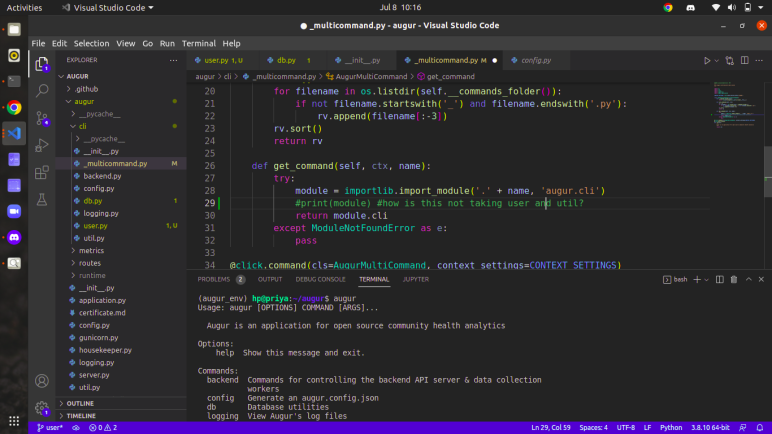 Activities
Visual Studio Code
Jul 8 10:16
_multicommand.py - augur - Visual Studio Code
File Edit Selection View Go Run Terminal Help
EXPLORER
user.py 1, U
db.py 1
__init__.py
_multicommand.py M
config.py
augur > cli > _multicommand.py > AugurMultiCommand > get_command
AUGUR
.github
augur
__pycache__
cli
__pycache__
__init__.py
_multicommand.py M
backend.py
config.py
db.py 1
logging.py
user.py 1, U
util.py
metrics
routes
runtime
__init__.py
application.py
certificate.md
config.py
gunicorn.py
housekeeper.py
logging.py
server.py
util.py
OUTLINE
TIMELINE
20 for filename in os.listdir(self.__commands_folder()):
21 if not filename.startswith('_') and filename.endswith('.py'):
22 rv.append(filename[:-3])
23 rv.sort()
24 return rv
25
26 def get_command(self, ctx, name):
27 try:
28 module = importlib.import_module('.' + name, 'augur.cli')
29 #print(module) #how is this not taking user and util?
30 return module.cli
31 except ModuleNotFoundError as e:
32 pass
33
34 @click.command(cls=AugurMultiCommand, context_settings=CONTEXT_SETTINGS)
PROBLEMS 2 OUTPUT DEBUG CONSOLE TERMINAL JUPYTER
bash
(augur_env) hp@priya:~/augur$ augur
Usage: augur [OPTIONS] COMMAND [ARGS]...
Augur is an application for open source community health analytics
Options:
help Show this message and exit.
Commands:
backend Commands for controlling the backend API server & data collection
workers
config Generate an augur.config.json
db Database utilities
logging View Augur's log files
user* 0 2
Ln 29, Col 59 Spaces: 4 UTF-8 LF Python 3.8.10 64-bit